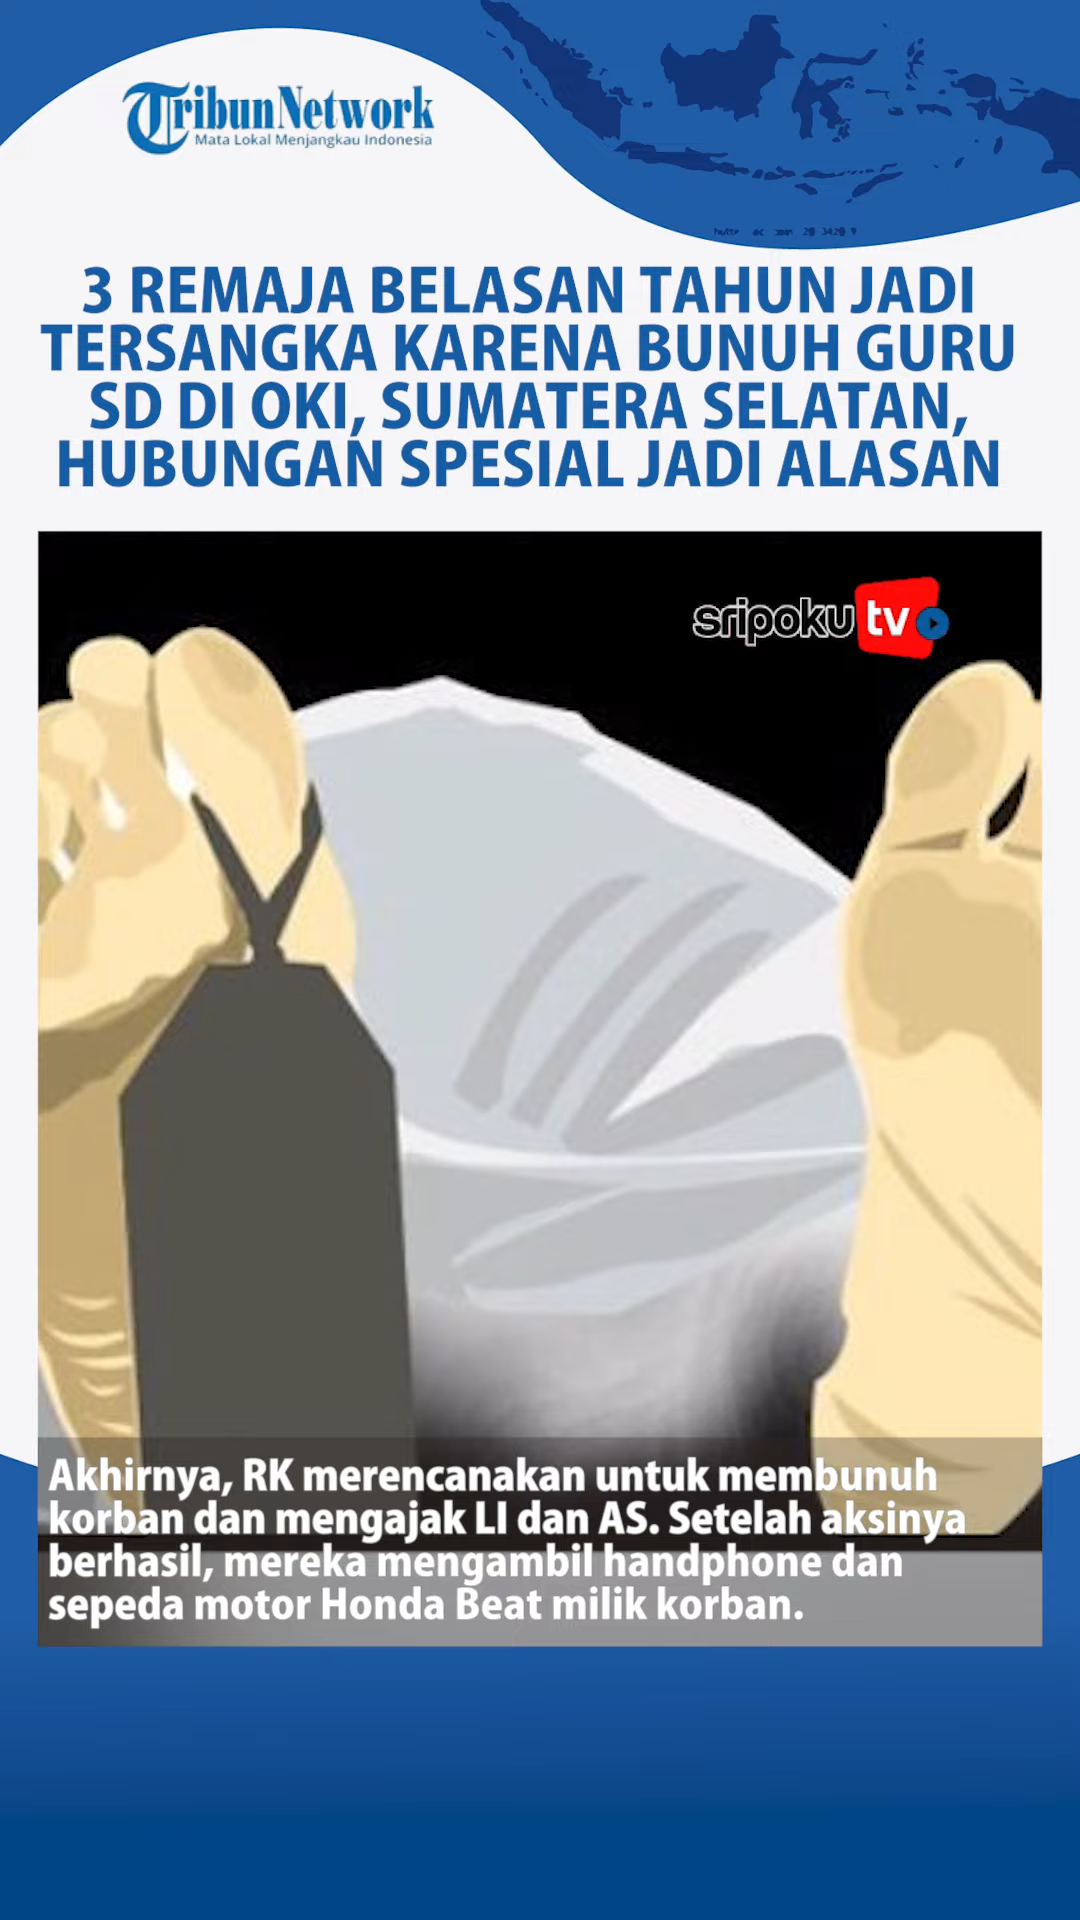 TribunNetwork
Mata Lokal Menjangkau Indonesia
3 REMAJA BELASAN TAHUN JADI
TERSANGKA KARENA BUNUH GURU
SD DI OKI, SUMATERA SELATAN,
HUBUNGAN SPESIAL JADI ALASAN
sripoku tv
Akhirnya, RK merencanakan untuk membunuh
korban dan mengajak LI dan AS. Setelah aksinya
berhasil, mereka mengambil handphone dan
sepeda motor Honda Beat milik korban.